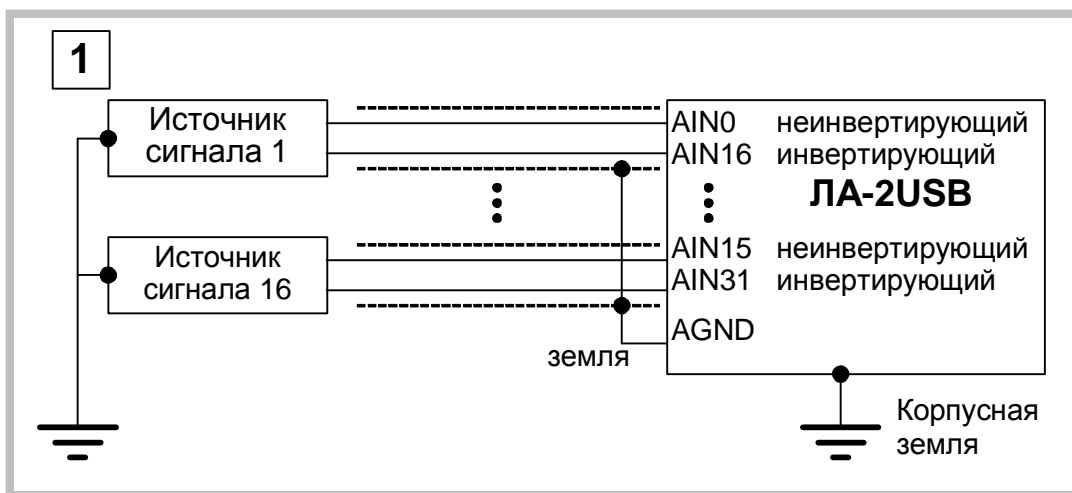 1
Источник
сигнала 1
AIN0 неинвертирующий
AIN16 инвертирующий
ЛА-2USB
Источник
сигнала 16
AIN15 неинвертирующий
AIN31 инвертирующий
AGND
земля
Корпусная
земля